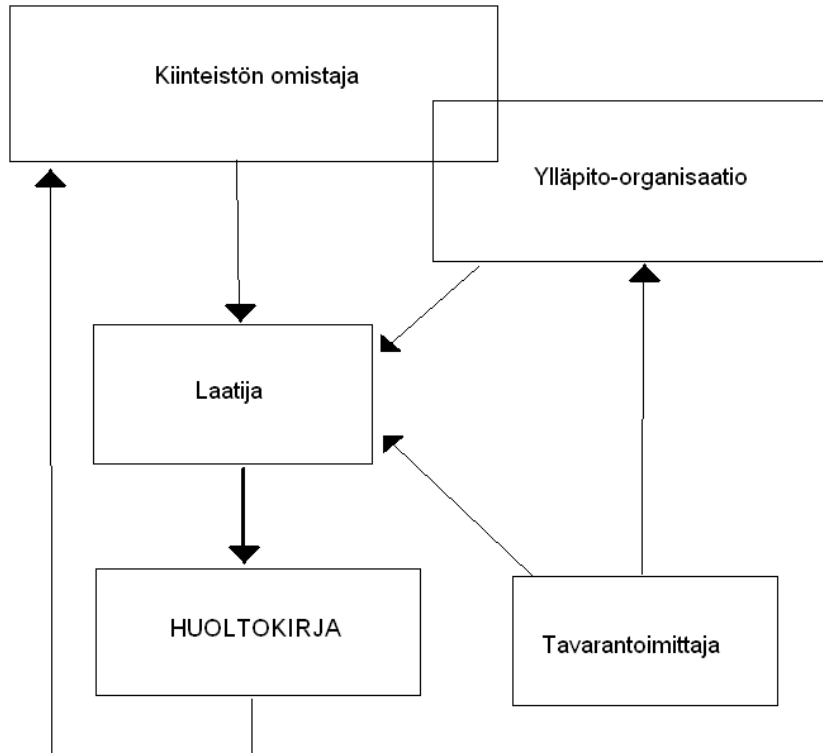 Kiinteistön omistaja
Ylläpito-organisaatio
Laatija
HUOLTOKIRJA
Tavarantoimittaja